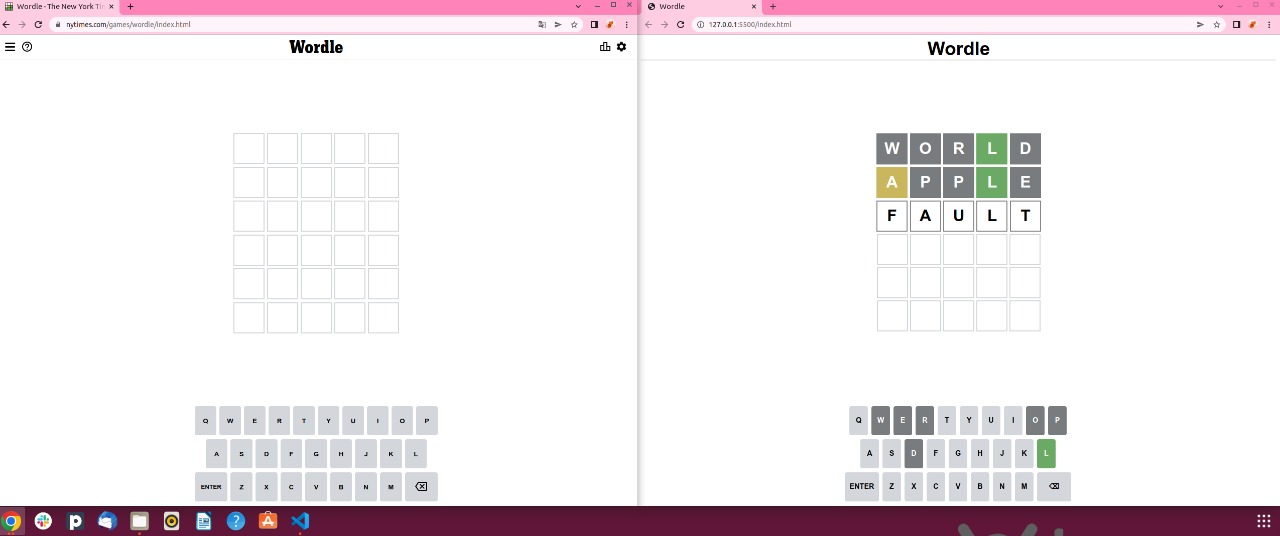 Wordle - The New York Ti
nytimes.com/games/wordle/index.html
Wordle
Q W E R T Y U I O P
A S D F G H J K L
ENTER Z X C V B N M
Wordle
127.0.0.1:5500/index.html
Wordle
W O R L D
A P P L E
F A U L T
Q W E R T Y U I O P
A S D F G H J K L
ENTER Z X C V B N M